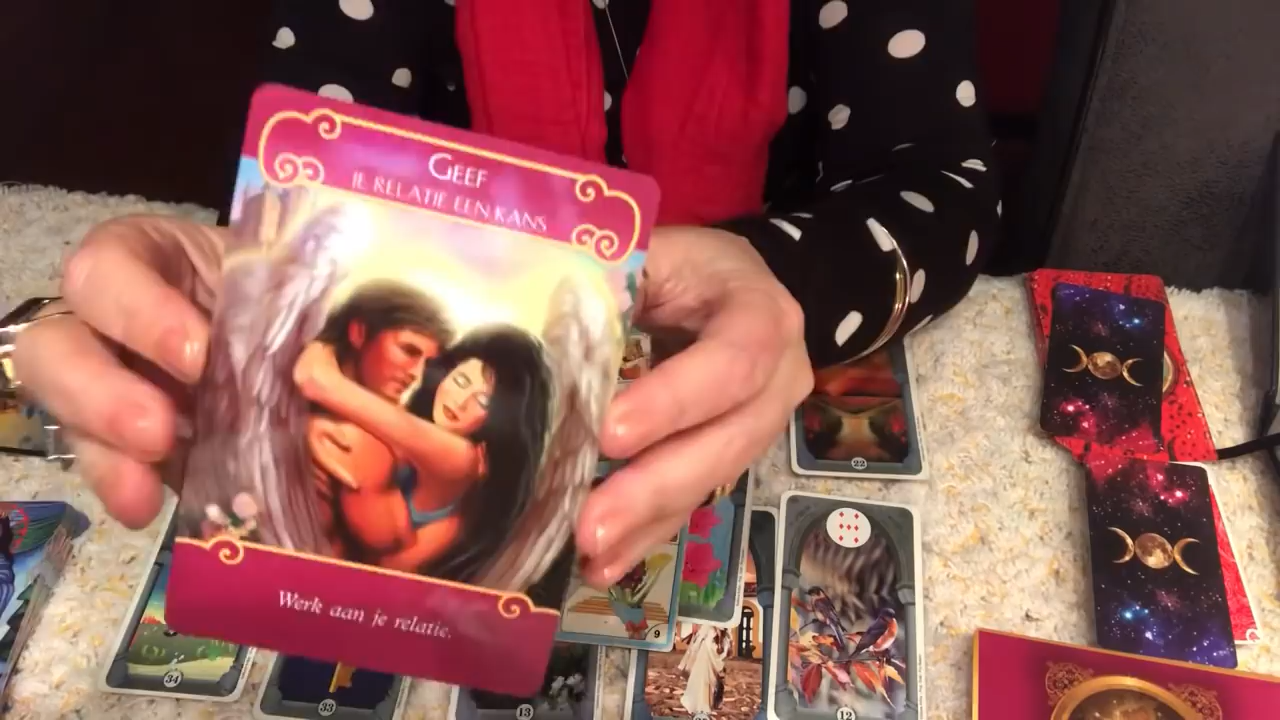 GEEF
JE RELATIE EEN KANS
Werk aan je relatie.
22
9
34
33
13
12